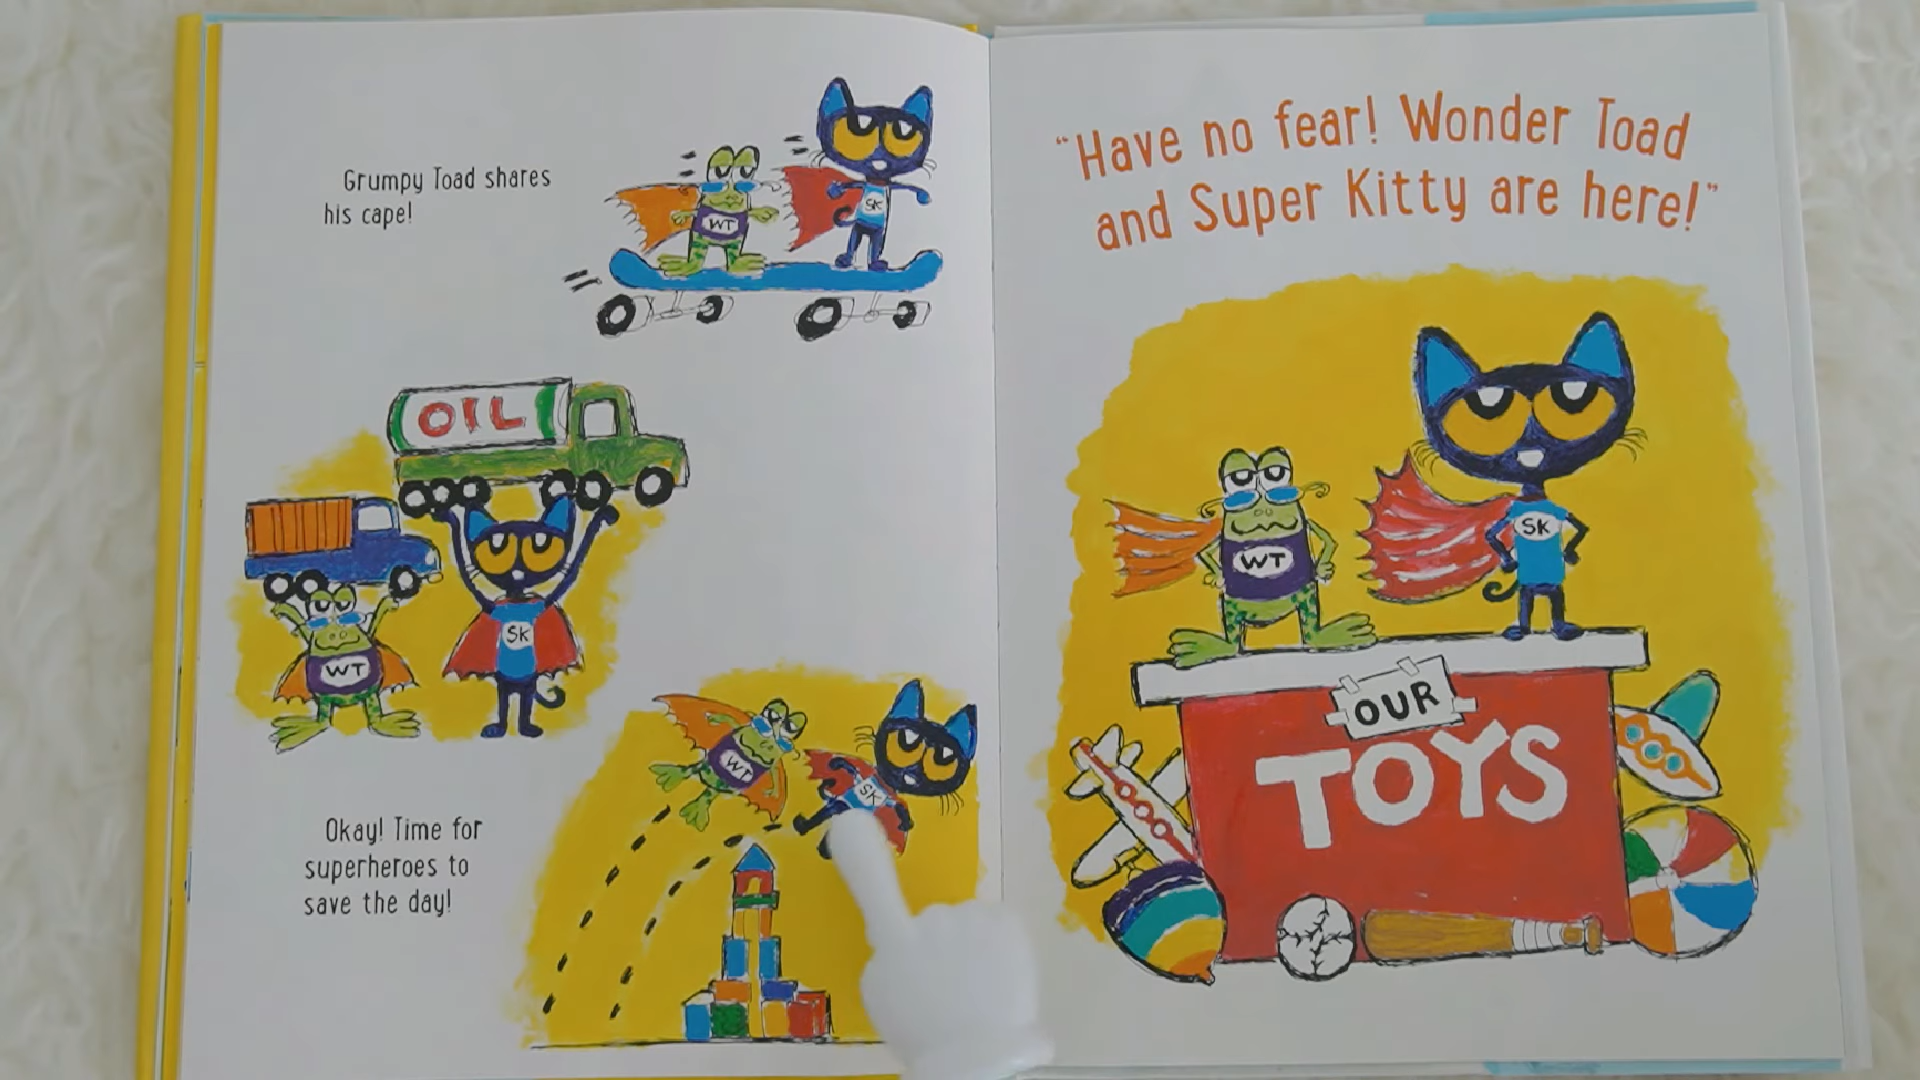 Grumpy Toad shares
his cape!
WT
SK
OIL
WT
SK
Okay! Time for
superheroes to
save the day!
WT
SK
“Have no fear! Wonder Toad
and Super Kitty are here!”
WT
SK
OUR
TOYS